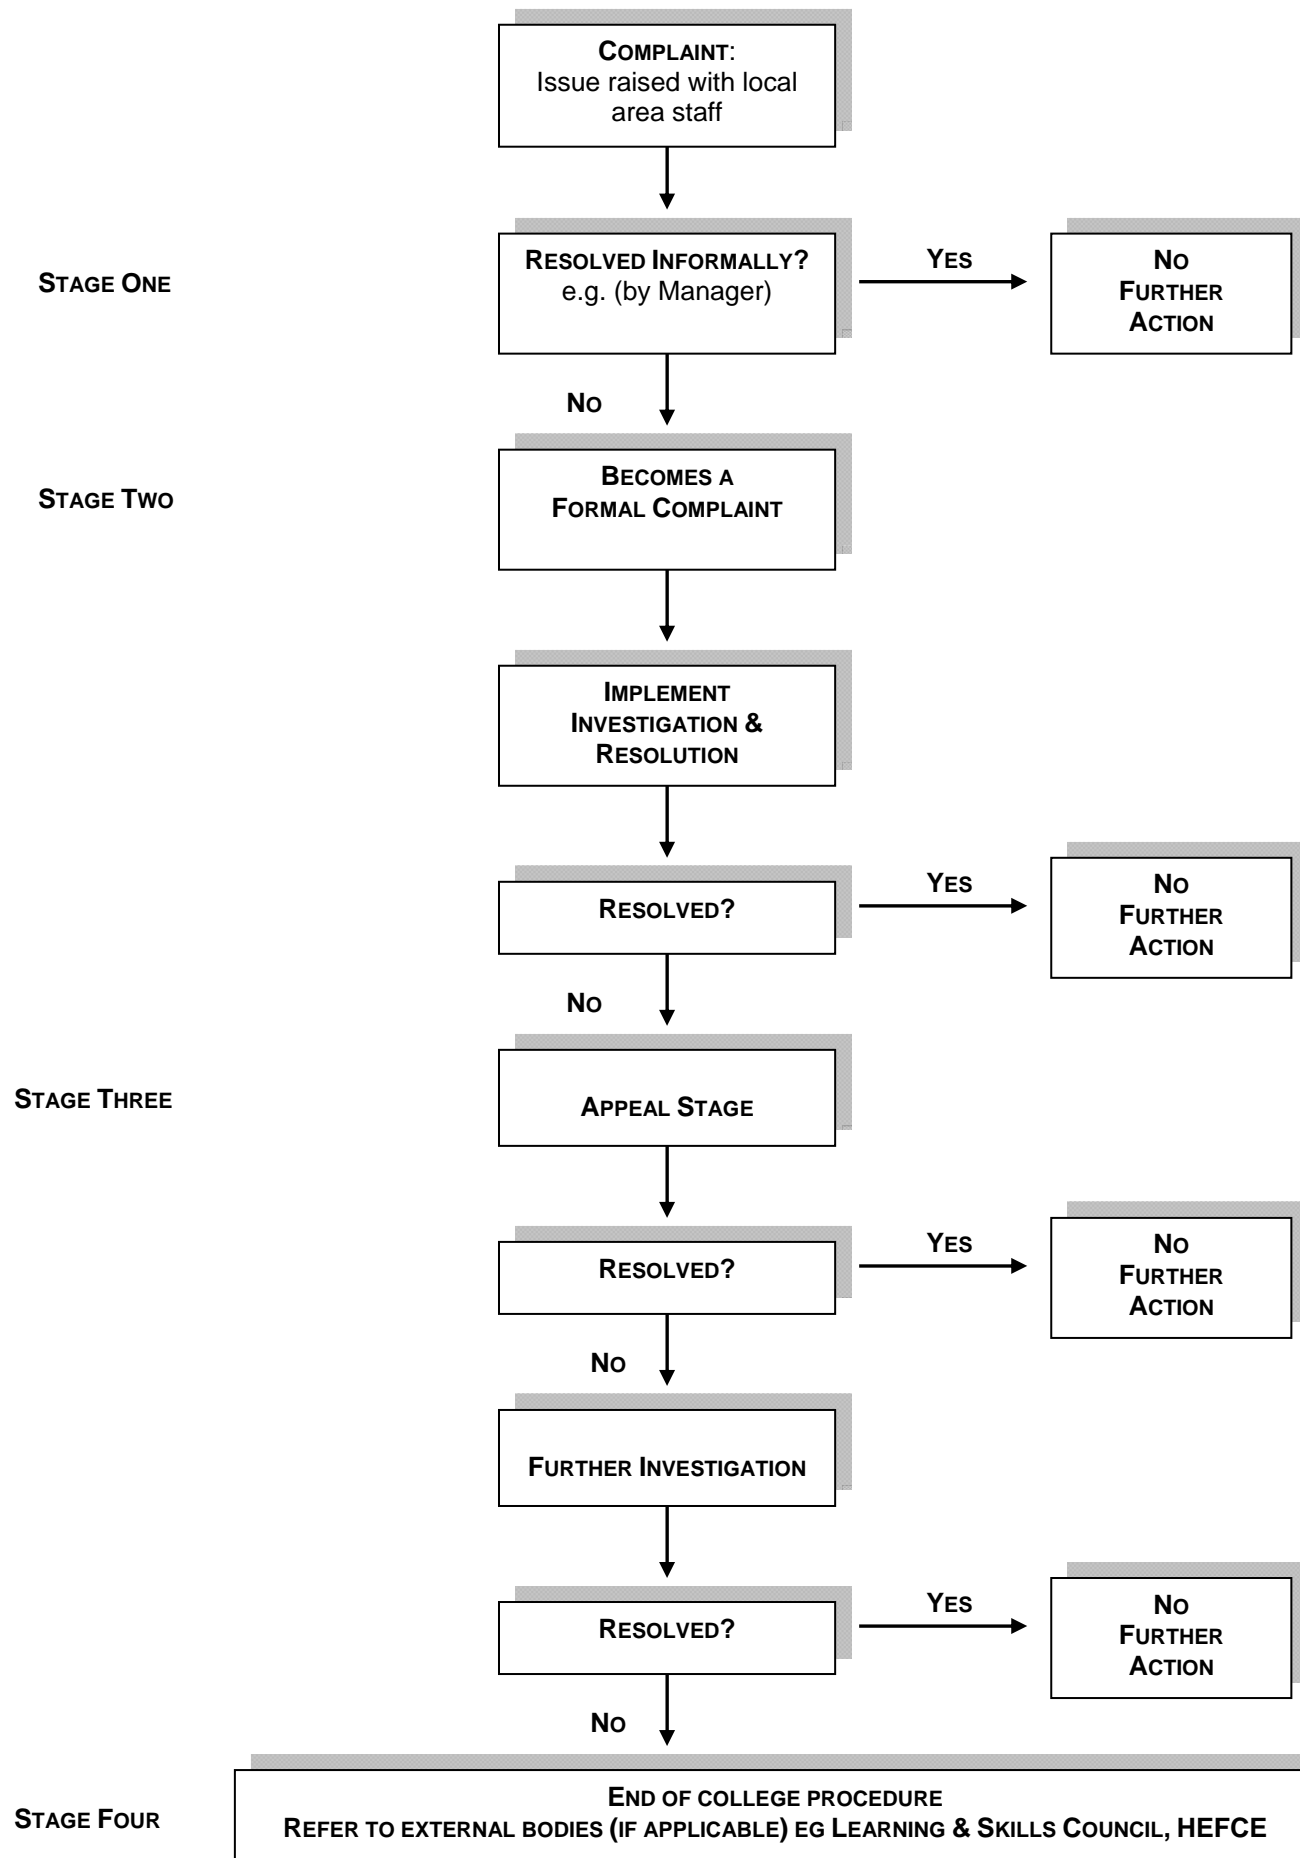 COMPLAINT:
Issue raised with local
area staff
STAGE ONE
RESOLVED INFORMALLY?
e.g. (by Manager)
YES
NO
FURTHER
ACTION
NO
STAGE TWO
BECOMES A
FORMAL COMPLAINT
IMPLEMENT
INVESTIGATION &
RESOLUTION
RESOLVED?
YES
NO
FURTHER
ACTION
NO
STAGE THREE
APPEAL STAGE
RESOLVED?
YES
NO
FURTHER
ACTION
NO
FURTHER INVESTIGATION
RESOLVED?
YES
NO
FURTHER
ACTION
NO
STAGE FOUR
END OF COLLEGE PROCEDURE
REFER TO EXTERNAL BODIES (IF APPLICABLE) EG LEARNING & SKILLS COUNCIL, HEFCE